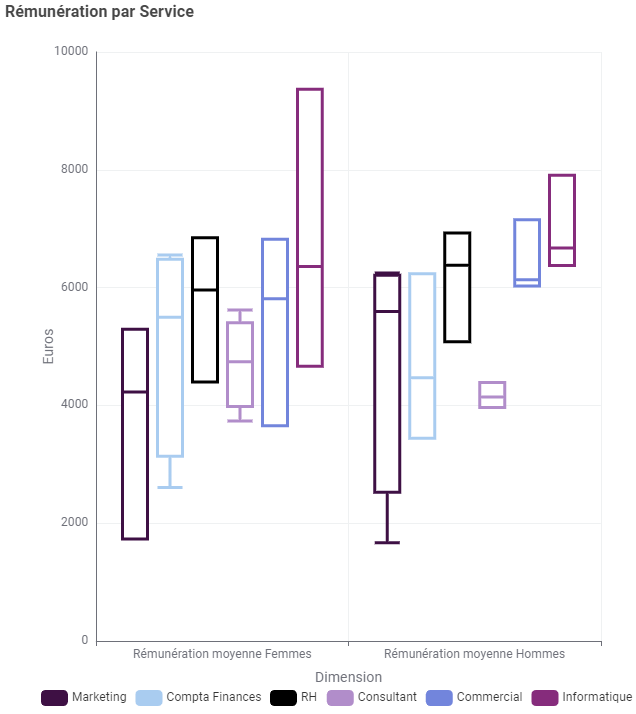 Rémunération par Service
10000
8000
6000
4000
2000
0
Euros
Rémunération moyenne Femmes
Rémunération moyenne Hommes
Dimension
Marketing
Compta Finances
RH
Consultant
Commercial
Informatique